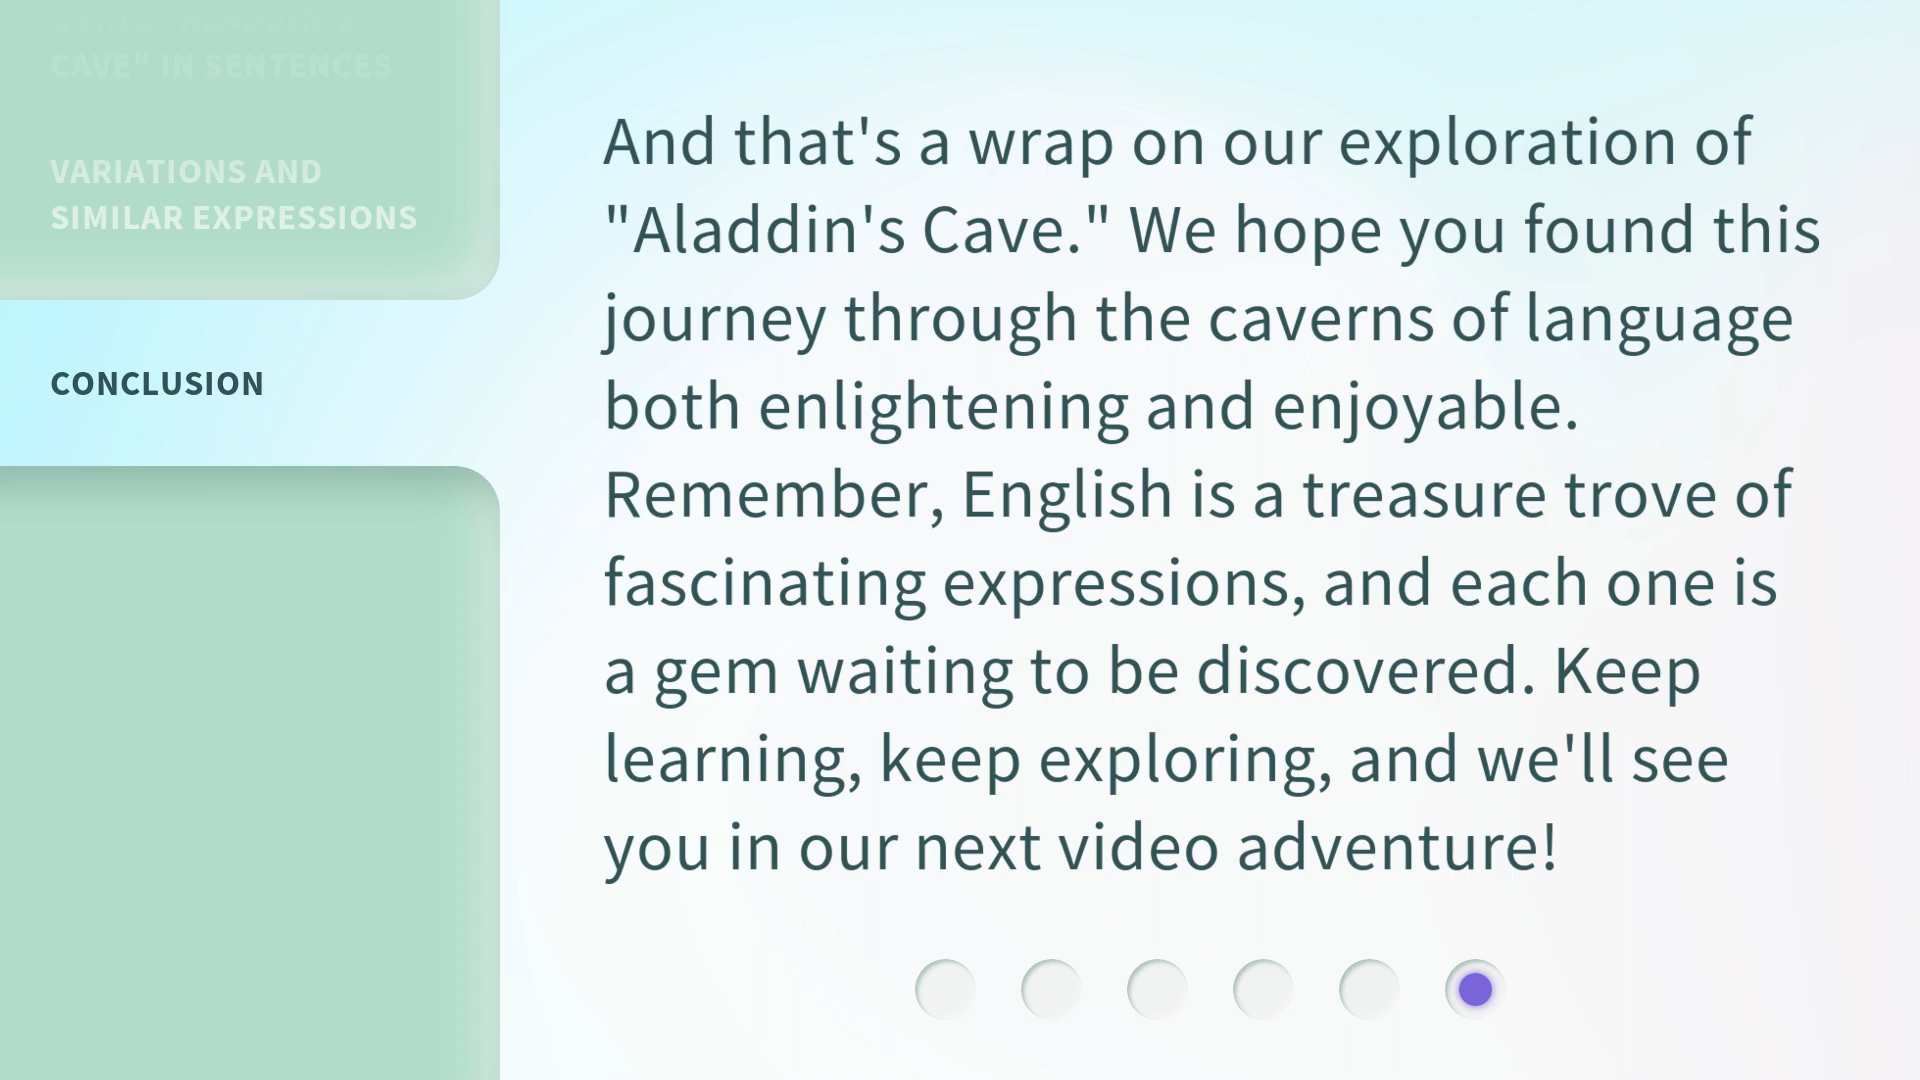 USING "ALADDIN'S
CAVE" IN SENTENCES
VARIATIONS AND
SIMILAR EXPRESSIONS
CONCLUSION
And that's a wrap on our exploration of
"Aladdin's Cave." We hope you found this
journey through the caverns of language
both enlightening and enjoyable.
Remember, English is a treasure trove of
fascinating expressions, and each one is
a gem waiting to be discovered. Keep
learning, keep exploring, and we'll see
you in our next video adventure!